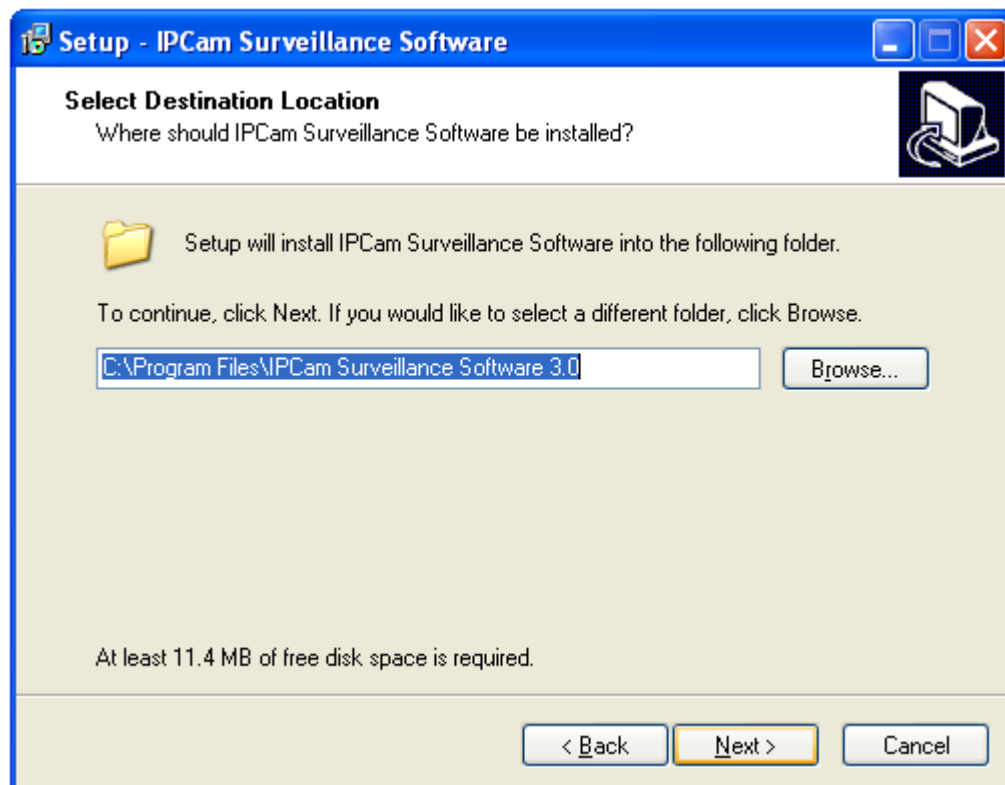 Setup - IPCam Surveillance Software
Select Destination Location
Where should IPCam Surveillance Software be installed?
Setup will install IPCam Surveillance Software into the following folder.
To continue, click Next. If you would like to select a different folder, click Browse.
C:\Program Files\IPCam Surveillance Software 3.0
Browse...
At least 11.4 MB of free disk space is required.
< Back
Next >
Cancel